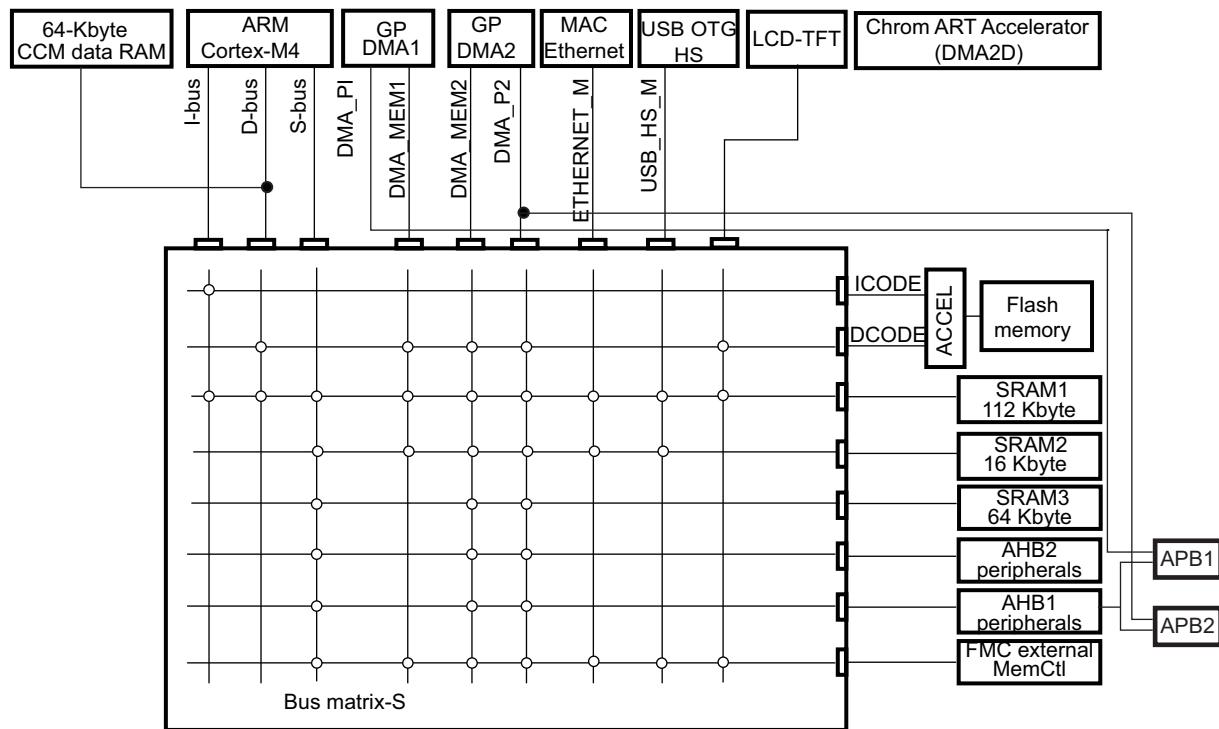 64-Kbyte
CCM data RAM
ARM
Cortex-M4
GP
DMA1
GP
DMA2
MAC
Ethernet
USB OTG
HS
LCD-TFT
Chrom ART Accelerator
(DMA2D)
I-bus
D-bus
S-bus
DMA_PI
DMA_MEM1
DMA_MEM2
DMA_P2
ETHERNET_M
USB_HS_M
ICODE
DCODE
ACCEL
Flash
memory
SRAM1
112 Kbyte
SRAM2
16 Kbyte
SRAM3
64 Kbyte
AHB2
peripherals
AHB1
peripherals
FMC external
MemCtl
APB1
APB2
Bus matrix-S